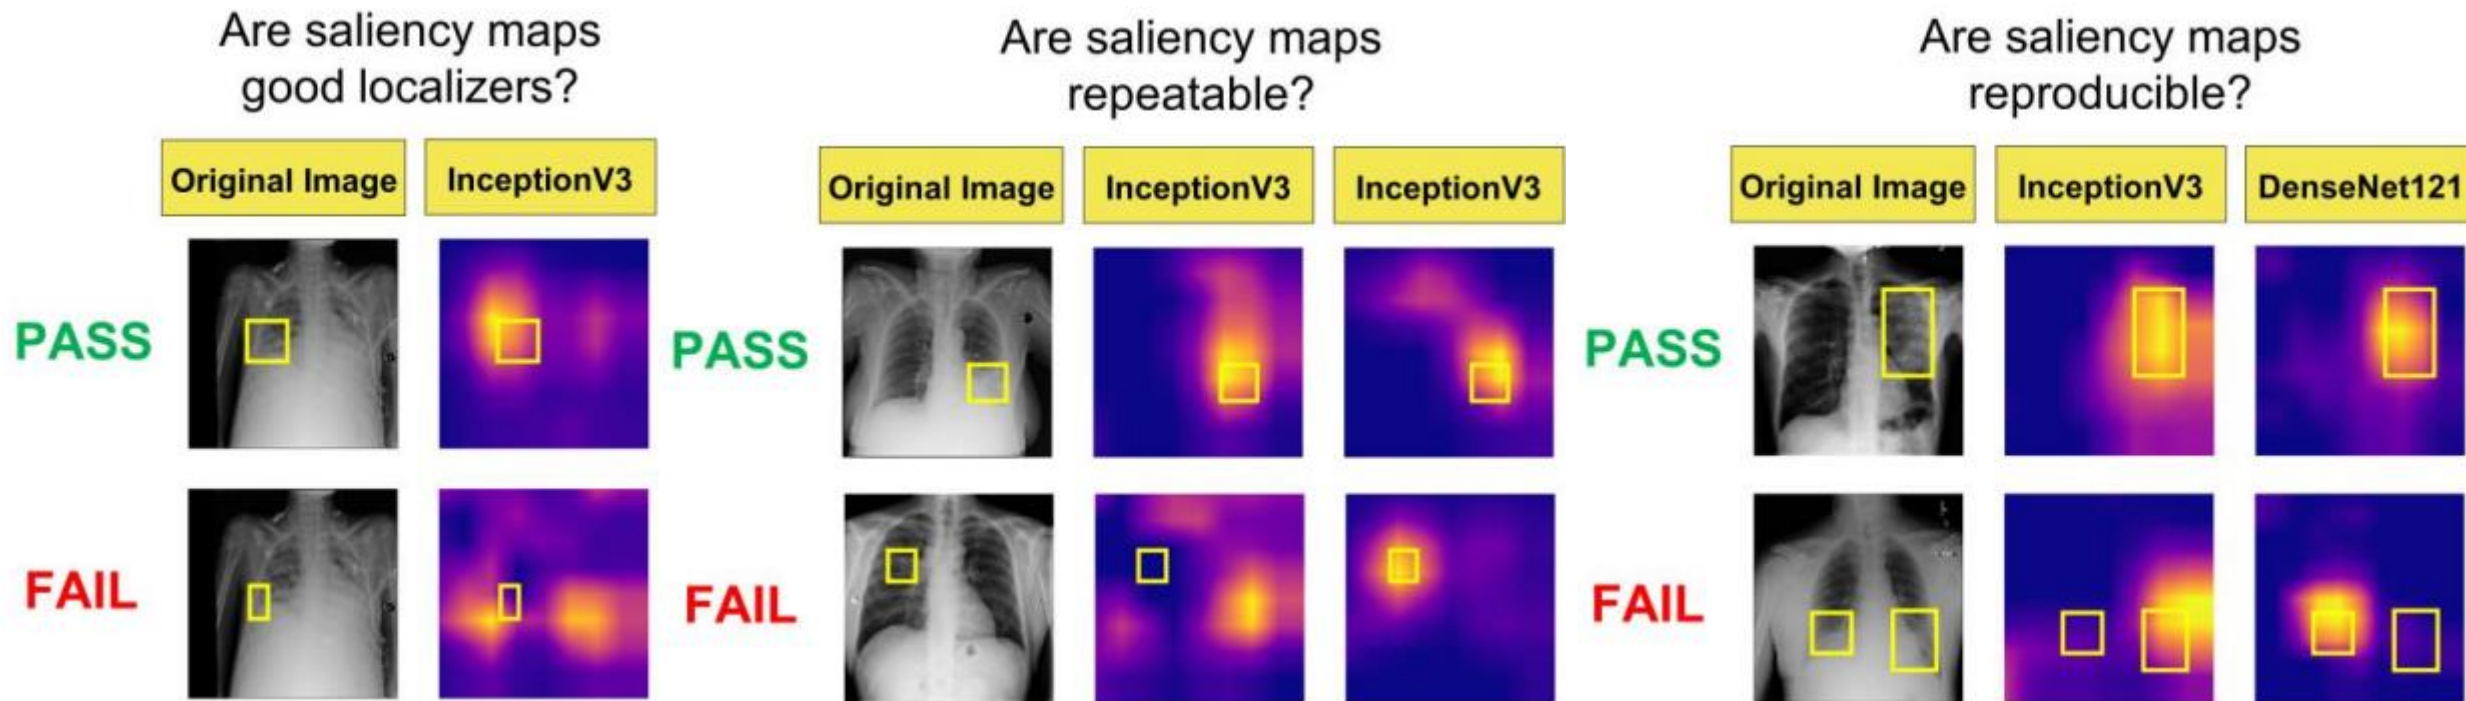 Are saliency maps
good localizers?
Original Image
InceptionV3
PASS
FAIL
Are saliency maps
repeatable?
Original Image
InceptionV3
InceptionV3
PASS
FAIL
Are saliency maps
reproducible?
Original Image
InceptionV3
DenseNet121
PASS
FAIL